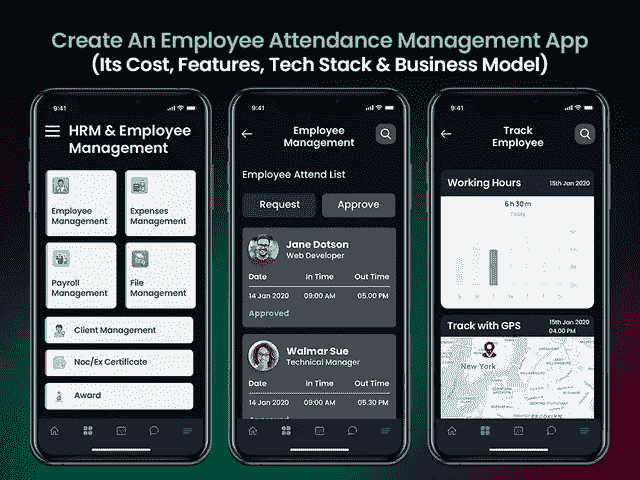 Create An Employee Attendance Management App
(Its Cost, Features, Tech Stack & Business Model)
9:41
HRM & Employee
Management
Employee
Management
Expenses
Management
Payroll
Management
File
Management
Client Management
Noc/Ex Certificate
Award
9:41
Employee
Management
Employee Attend List
Request
Approve
Jane Dotson
Web Developer
Date In Time Out Time
14 Jan 2020 09:00 AM 05.00 PM
Approved
Walmar Sue
Technical Manager
Date In Time Out Time
14 Jan 2020 09:00 AM 05.30 PM
9:41
Track
Employee
Working Hours 15th Jan 2020
6 h 30 m
Today
Track with GPS 15th Jan 2020
04.00 PM
New York
BROOKLYN